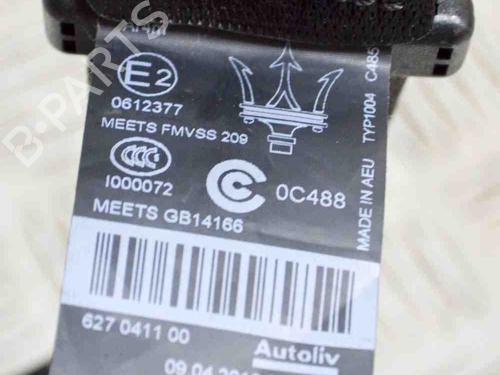 E2
0612377
MEETS FMVSS 209
CCC
I000072
C
0C488
MEETS GB14166
627 0411 00
Autoliv
MADE IN AEU TYP1004 C485
B-PARTS